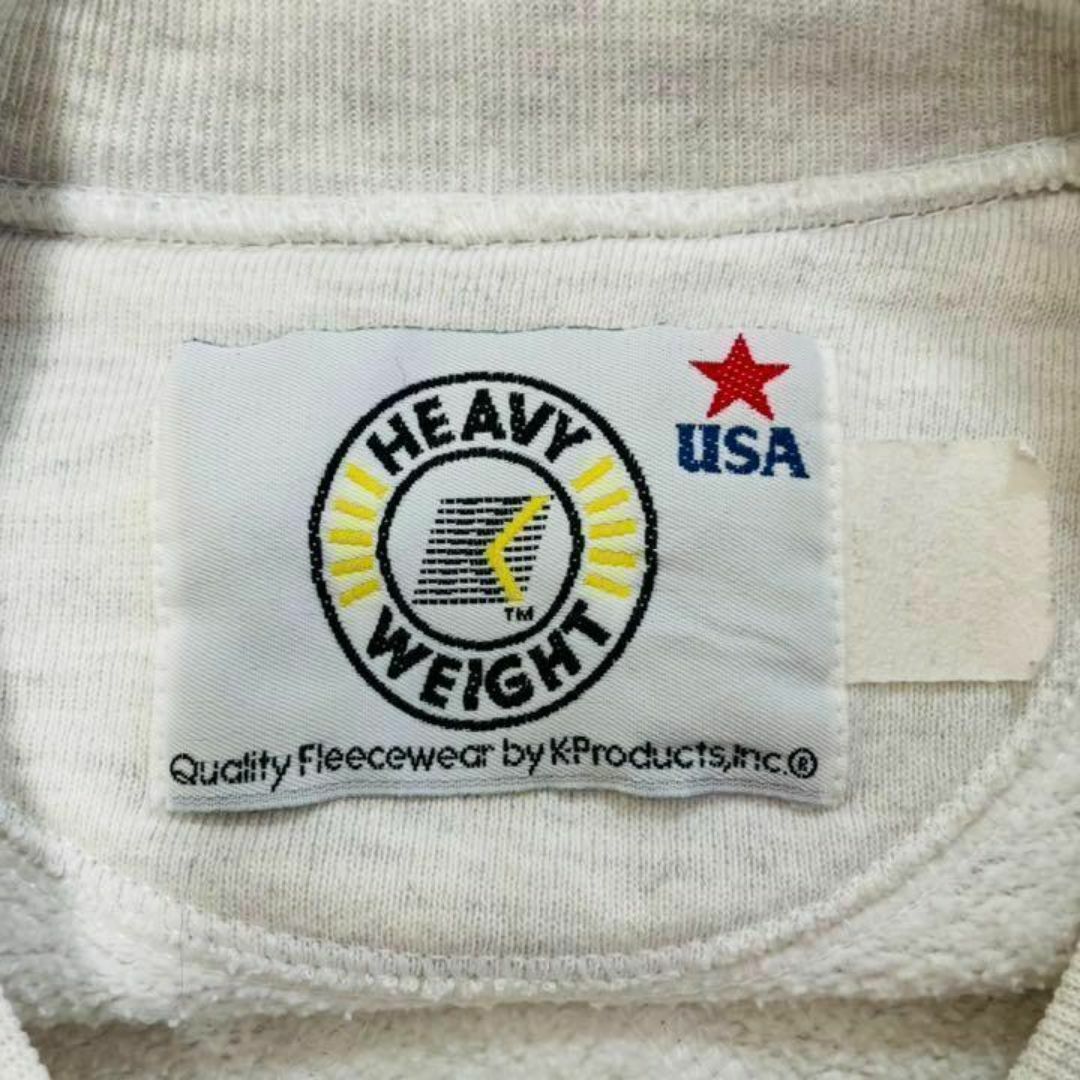 HEAVY
WEIGHT
K
TM
USA
Quality Fleecewear by K-Products,Inc.®